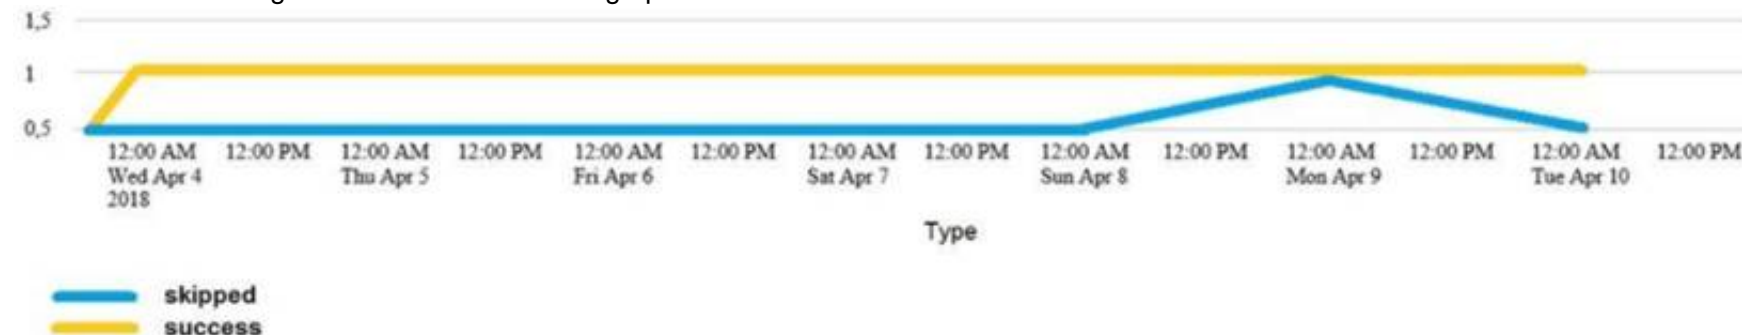 1,5
1
0,5
12:00 AM 12:00 PM 12:00 AM 12:00 PM 12:00 AM 12:00 PM 12:00 AM 12:00 PM 12:00 AM 12:00 PM 12:00 AM 12:00 PM 12:00 AM 12:00 PM
Wed Apr 4 Thu Apr 5 Fri Apr 6 Sat Apr 7 Sun Apr 8 Mon Apr 9 Tue Apr 10
2018
Type
skipped
success